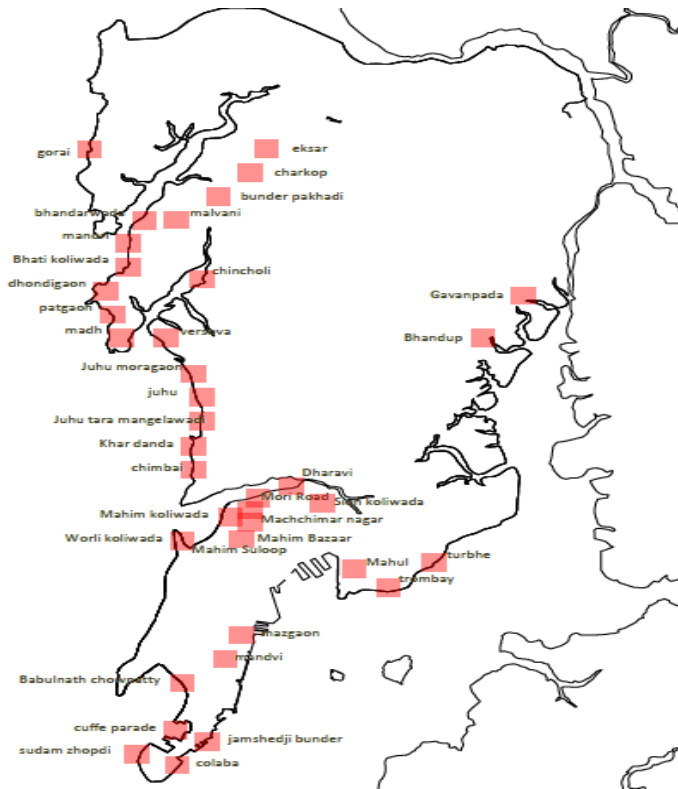 eksar
gorai
charkop
bunder pakhadi
bhandarwada
malvani
manori
Bhati koliwada
chincholi
dhondigaon
Gavanpada
patgaon
madh
versova
Bhandup
Juhu moragaon
juhu
Juhu tara mangelawadi
Khar danda
chimbai
Dharavi
Mori Road
Sion koliwada
Mahim koliwada
Machchimar nagar
Worli koliwada
Mahim Bazaar
Mahim Suloop
turbhe
Mahul
trombay
mazgaon
mandvi
Babulnath chowpatty
cuffe parade
jamshedji bunder
sudam zhopdi
colaba